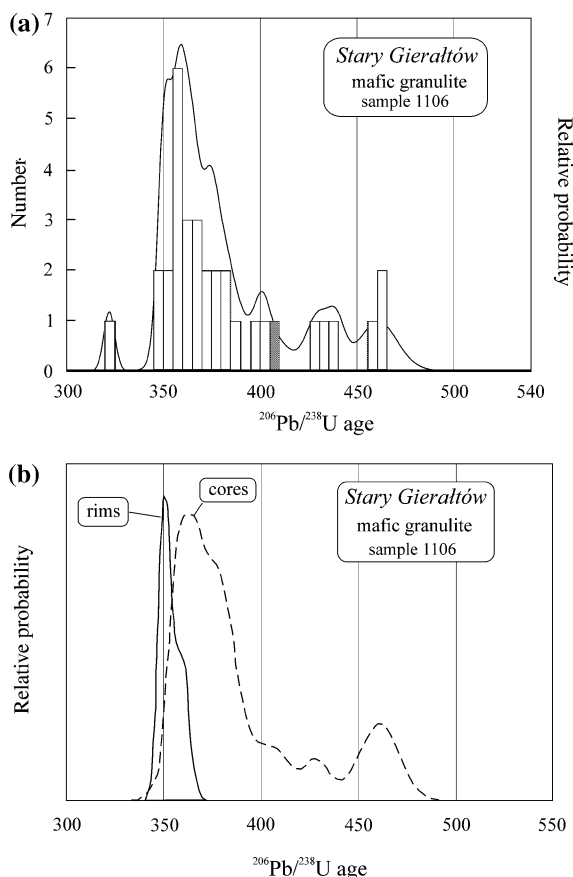 (a)
7
6
5
4
3
2
1
0
Number
Stary Gierałtów
mafic granulite
sample 1106
Relative probability
300 350 400 450 500 540
²⁰⁶Pb/²³⁸U age
(b)
rims
cores
Stary Gierałtów
mafic granulite
sample 1106
Relative probability
300 350 400 450 500 550
²⁰⁶Pb/²³⁸U age